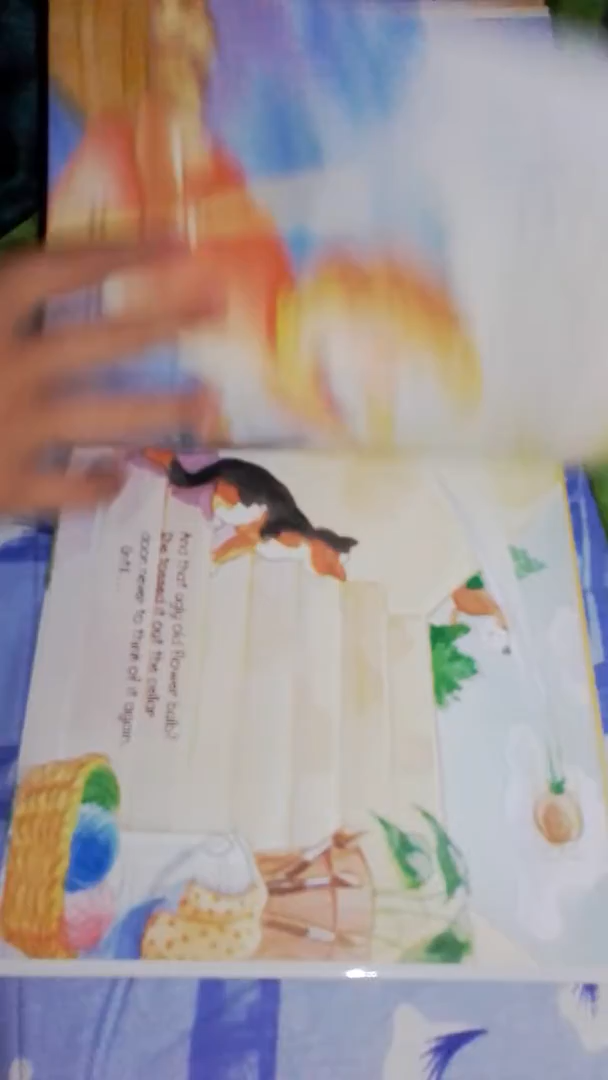 And that ugly old flower bulb?
She tossed it out the cellar
door never to think of it again.
Until...